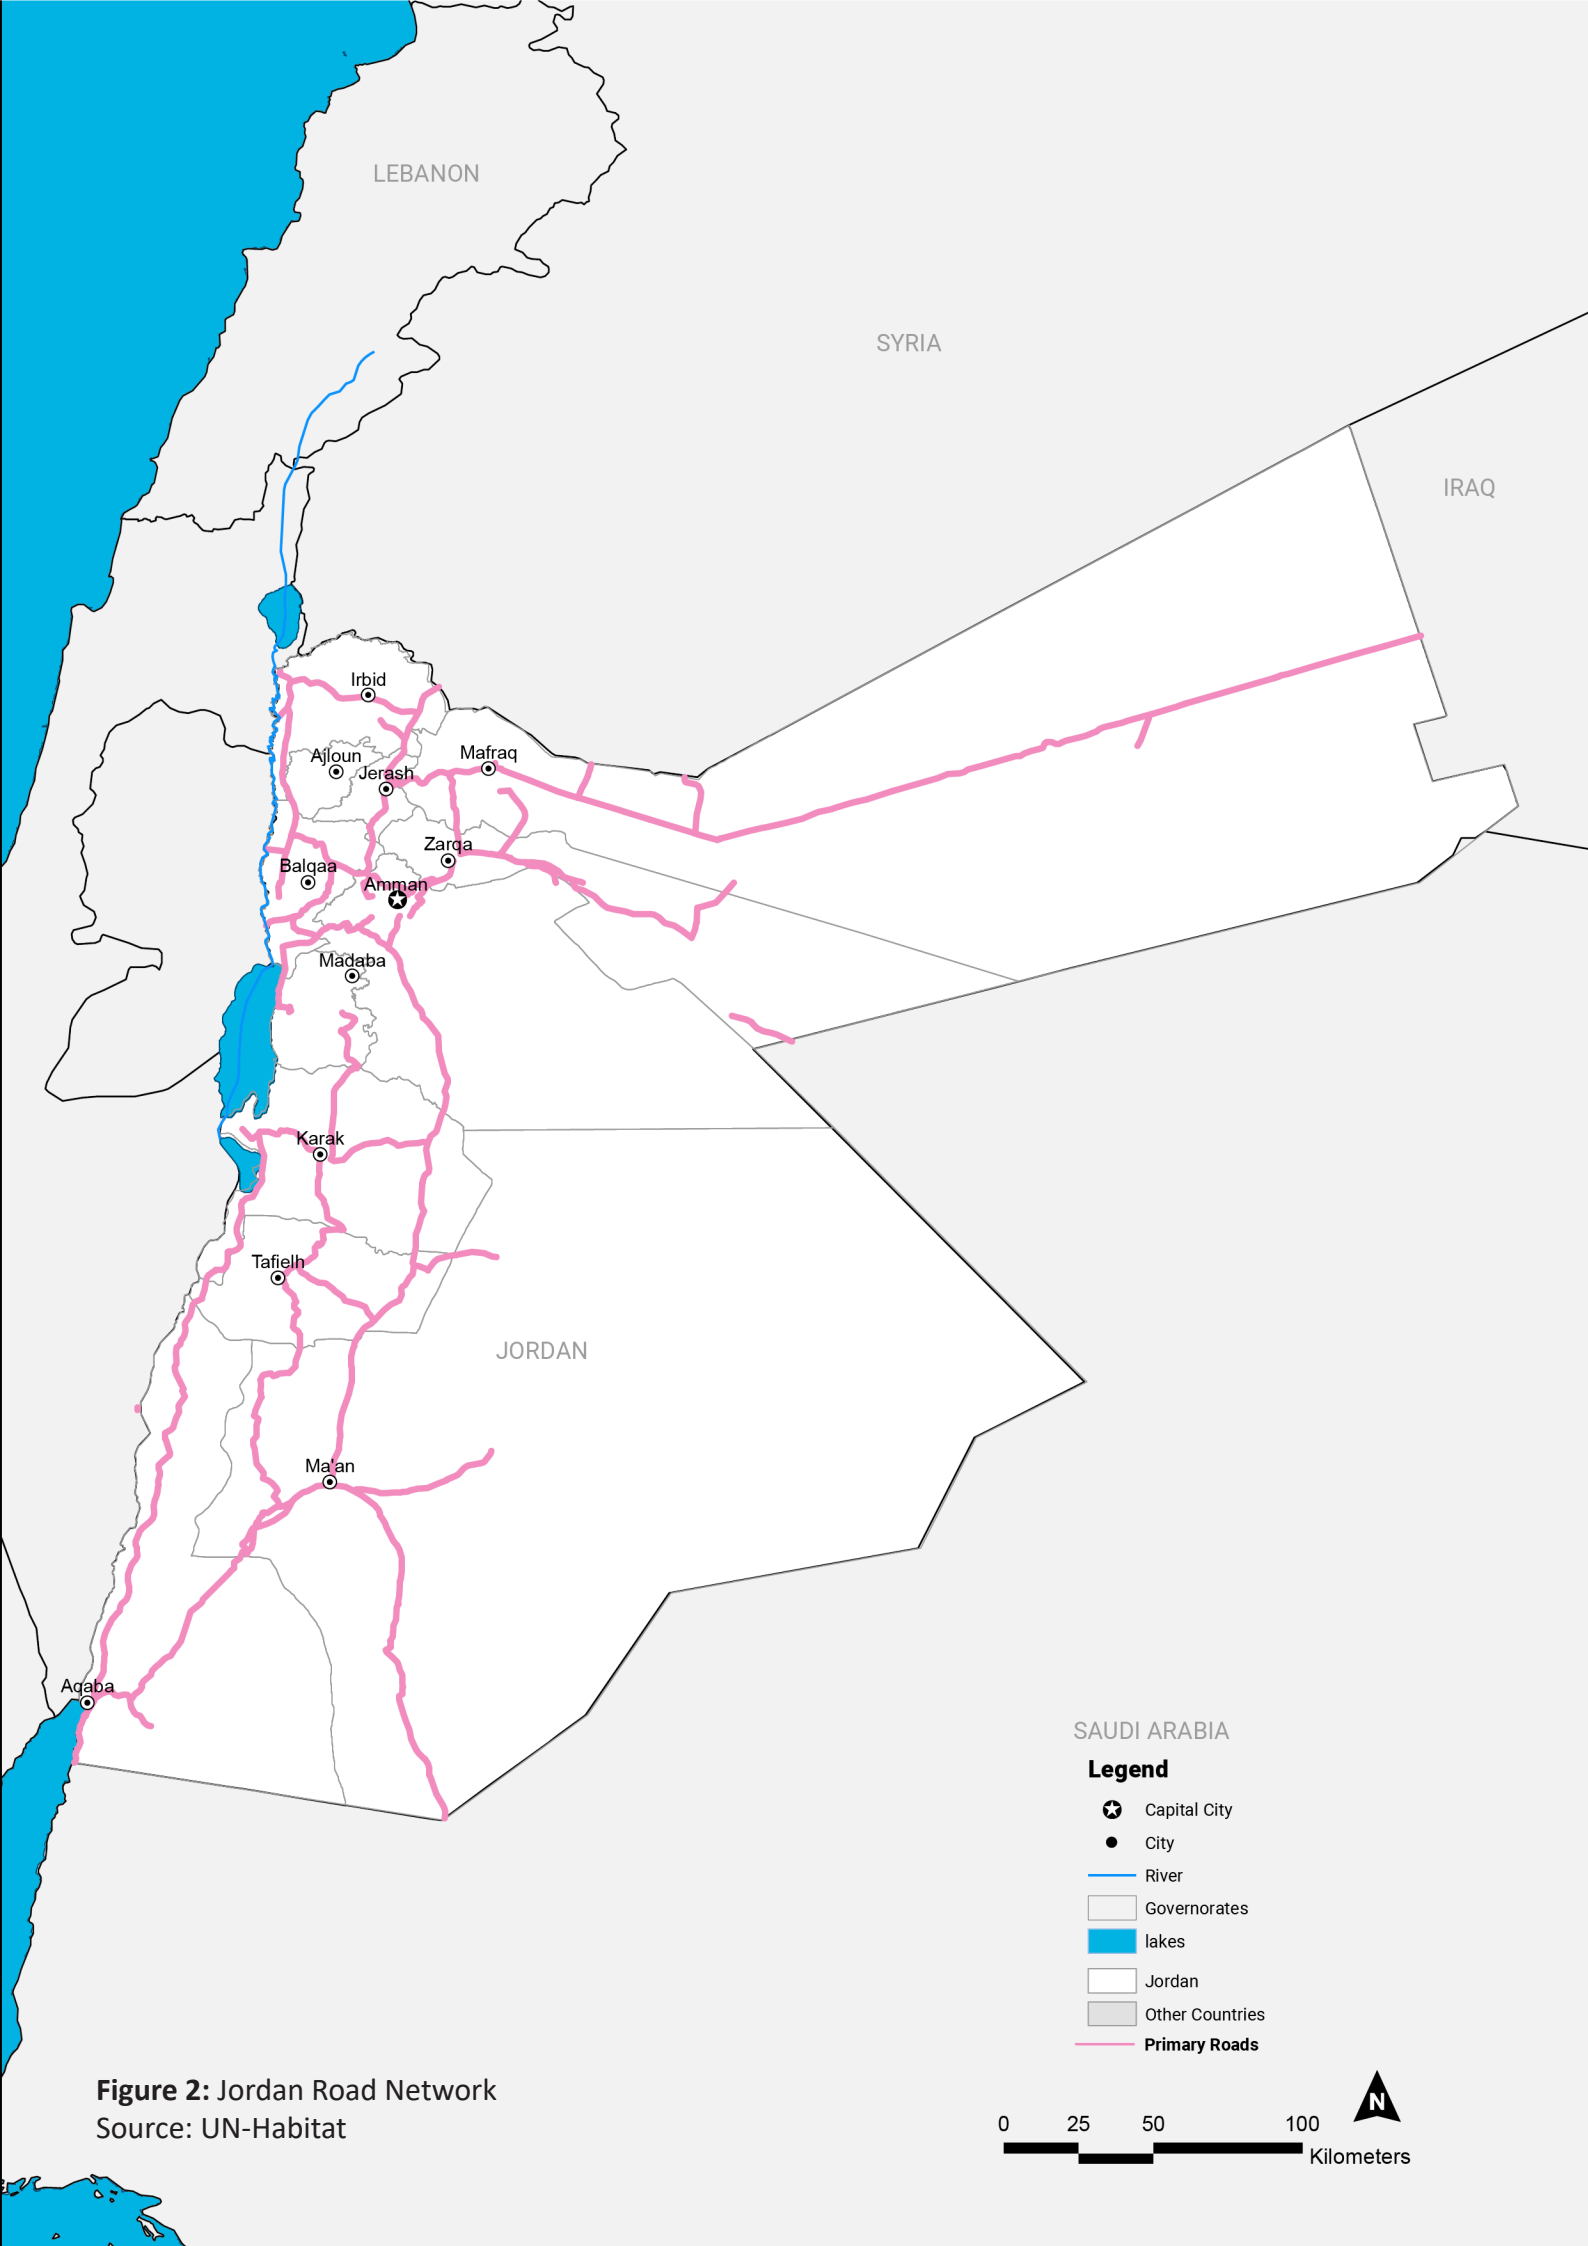 LEBANON
SYRIA
IRAQ
Irbid
Ajloun
Mafraq
Jerash
Zarqa
Balqaa
Amman
Madaba
Karak
Tafielh
JORDAN
Ma'an
Aqaba
SAUDI ARABIA
Legend
Capital City
City
River
Governorates
lakes
Jordan
Other Countries
Primary Roads
N
0 25 50 100
Kilometers
Figure 2: Jordan Road Network
Source: UN-Habitat